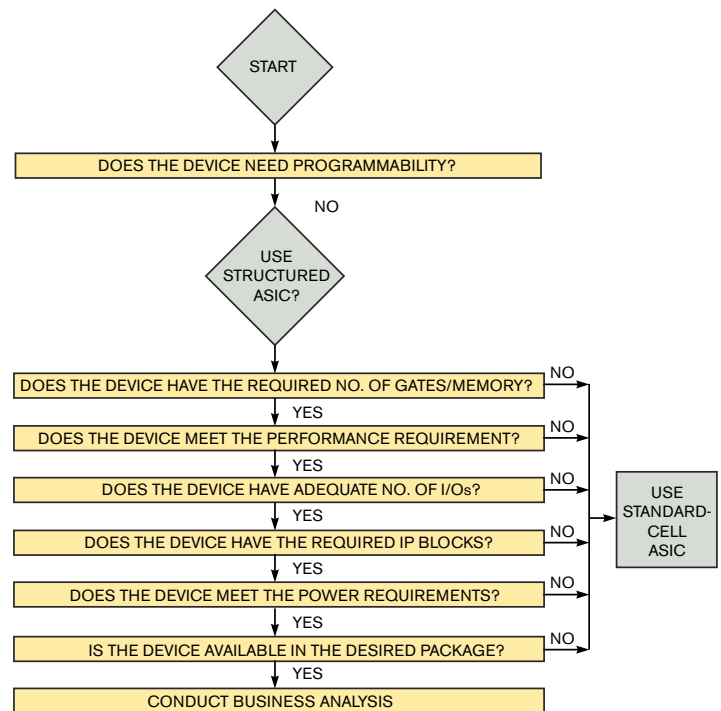 START
DOES THE DEVICE NEED PROGRAMMABILITY?
NO
USE
STRUCTURED
ASIC?
DOES THE DEVICE HAVE THE REQUIRED NO. OF GATES/MEMORY?
NO
YES
DOES THE DEVICE MEET THE PERFORMANCE REQUIREMENT?
NO
YES
DOES THE DEVICE HAVE ADEQUATE NO. OF I/Os?
NO
YES
DOES THE DEVICE HAVE THE REQUIRED IP BLOCKS?
NO
YES
DOES THE DEVICE MEET THE POWER REQUIREMENTS?
NO
YES
IS THE DEVICE AVAILABLE IN THE DESIRED PACKAGE?
NO
YES
CONDUCT BUSINESS ANALYSIS
USE
STANDARD-
CELL
ASIC